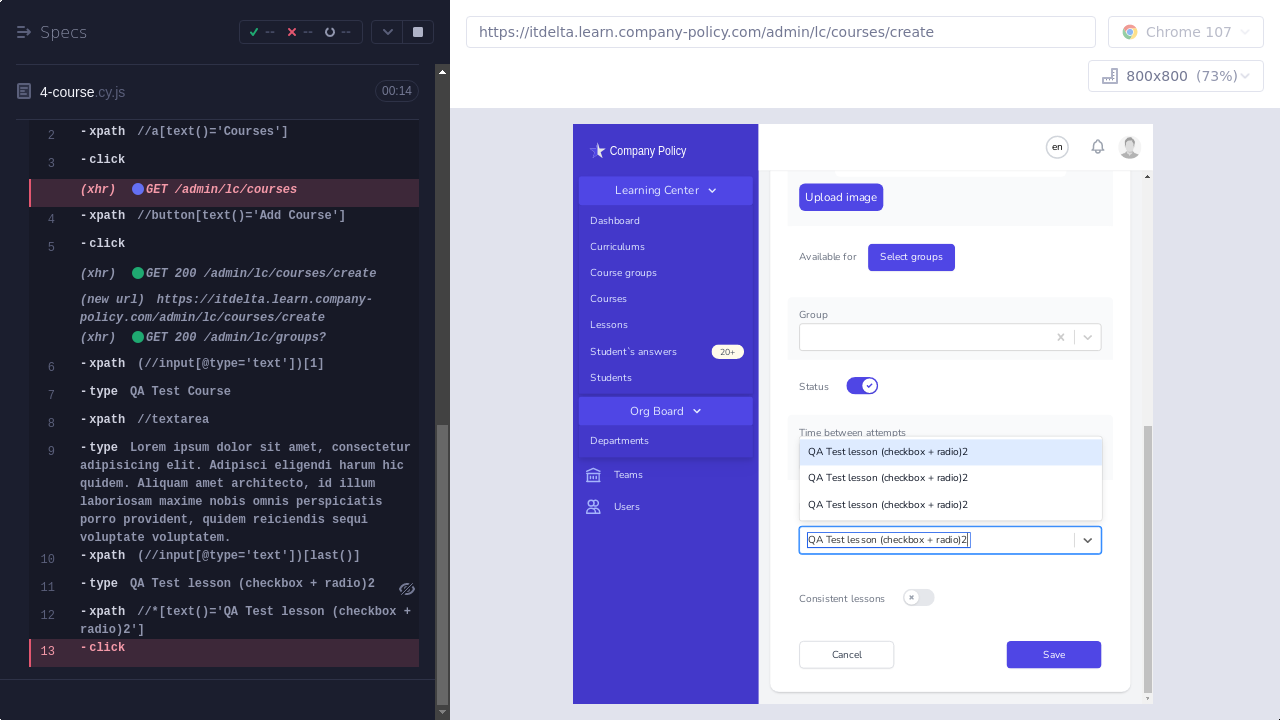 Specs
--
--
--
4-course.cy.js
00:14
2 -xpath //a[text()='Courses']
3 -click
(xhr) GET /admin/lc/courses
4 -xpath //button[text()='Add Course']
5 -click
(xhr) GET 200 /admin/lc/courses/create
(new url) https://itdelta.learn.company-
policy.com/admin/lc/courses/create
(xhr) GET 200 /admin/lc/groups?
6 -xpath (//input[@type='text'])[1]
7 -type QA Test Course
8 -xpath //textarea
9 -type Lorem ipsum dolor sit amet, consectetur
adipisicing elit. Adipisci eligendi harum hic
quidem. Aliquam amet architecto, id illum
laboriosam maxime nobis omnis perspiciatis
porro provident, quidem reiciendis sequi
voluptate voluptatem.
10 -xpath (//input[@type='text'])[last()]
11 -type QA Test lesson (checkbox + radio)2
12 -xpath //*[text()='QA Test lesson (checkbox +
radio)2']
13 -click
https://itdelta.learn.company-policy.com/admin/lc/courses/create
Chrome 107
800x800 (73%)
Company Policy
Learning Center
Dashboard
Curriculums
Course groups
Courses
Lessons
Student`s answers 20+
Students
Org Board
Departments
Teams
Users
en
Upload image
Available for
Select groups
Group
Status
Time between attempts
QA Test lesson (checkbox + radio)2
QA Test lesson (checkbox + radio)2
QA Test lesson (checkbox + radio)2
QA Test lesson (checkbox + radio)2
Consistent lessons
Cancel
Save